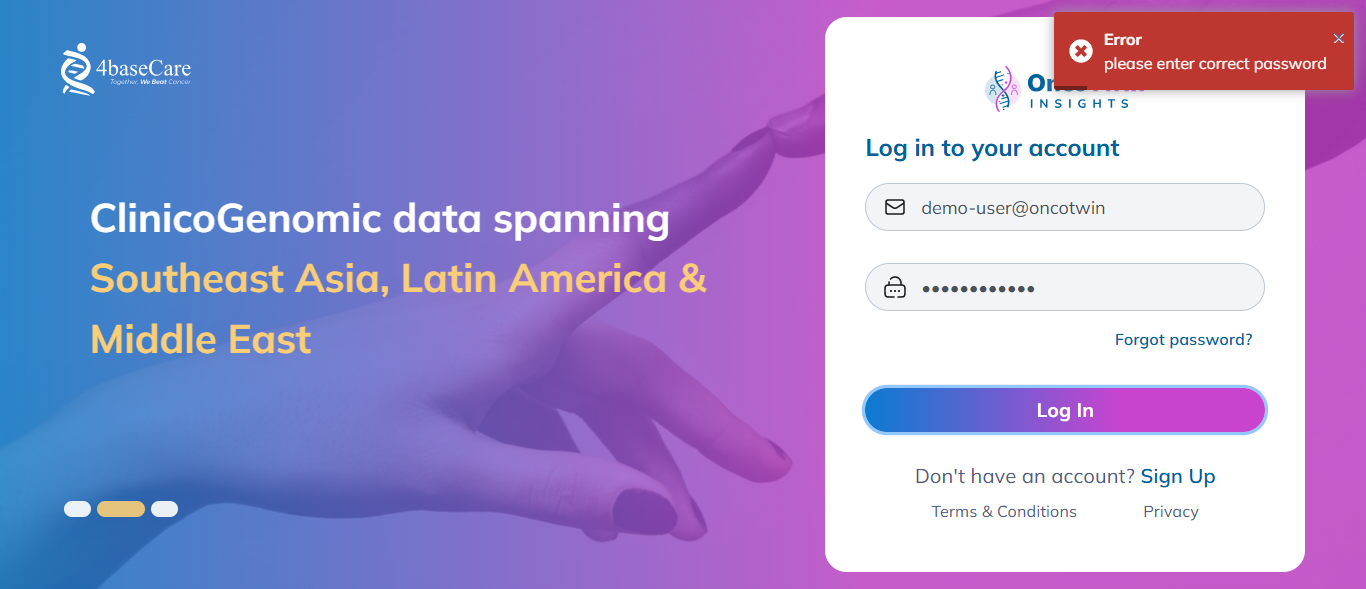 4baseCare
Together, We Beat Cancer
ClinicoGenomic data spanning
Southeast Asia, Latin America &
Middle East
Error
please enter correct password
INSIGHTS
Log in to your account
demo-user@oncotwin
••••••••••••
Forgot password?
Log In
Don't have an account? Sign Up
Terms & Conditions
Privacy